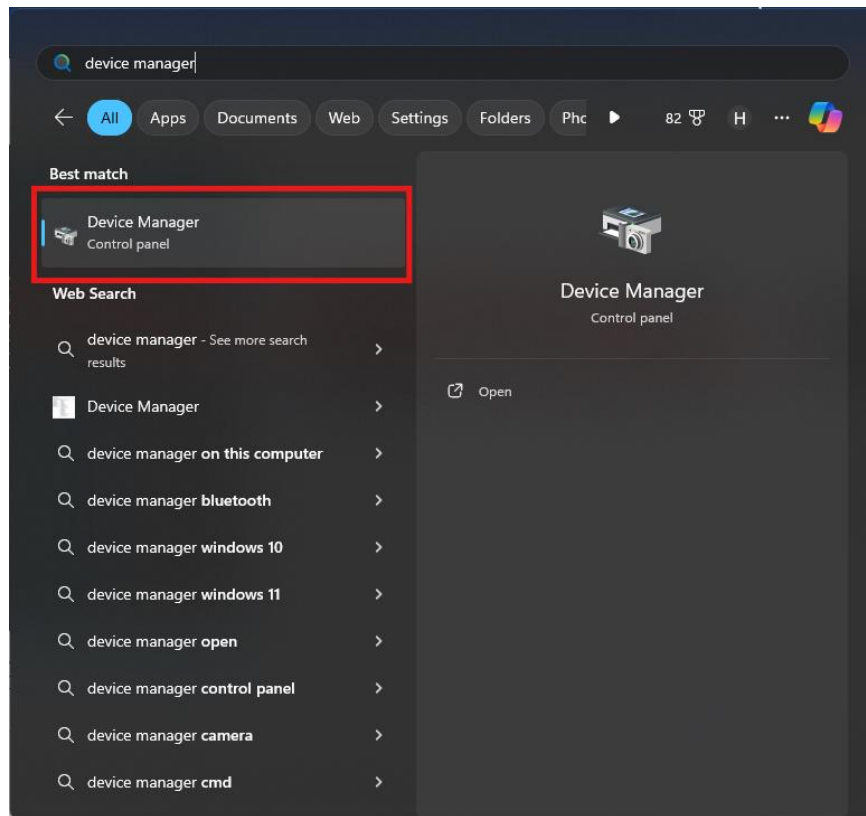 device manager
All Apps Documents Web Settings Folders Pho 82 H ...
Best match
Device Manager
Control panel
Web Search
device manager - See more search
results
Device Manager
device manager on this computer
device manager bluetooth
device manager windows 10
device manager windows 11
device manager open
device manager control panel
device manager camera
device manager cmd
Device Manager
Control panel
Open